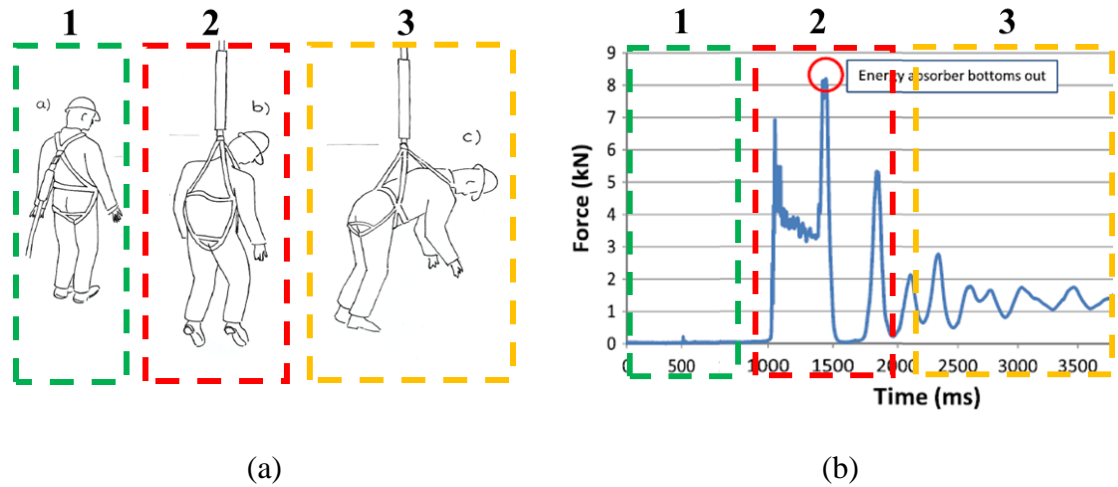 1 2 3
a)
b)
c)
(a)
1 2 3
Energy absorber bottoms out
Force (kN)
9
8
7
6
5
4
3
2
1
0
0 500 1000 1500 2000 2500 3000 3500
Time (ms)
(b)